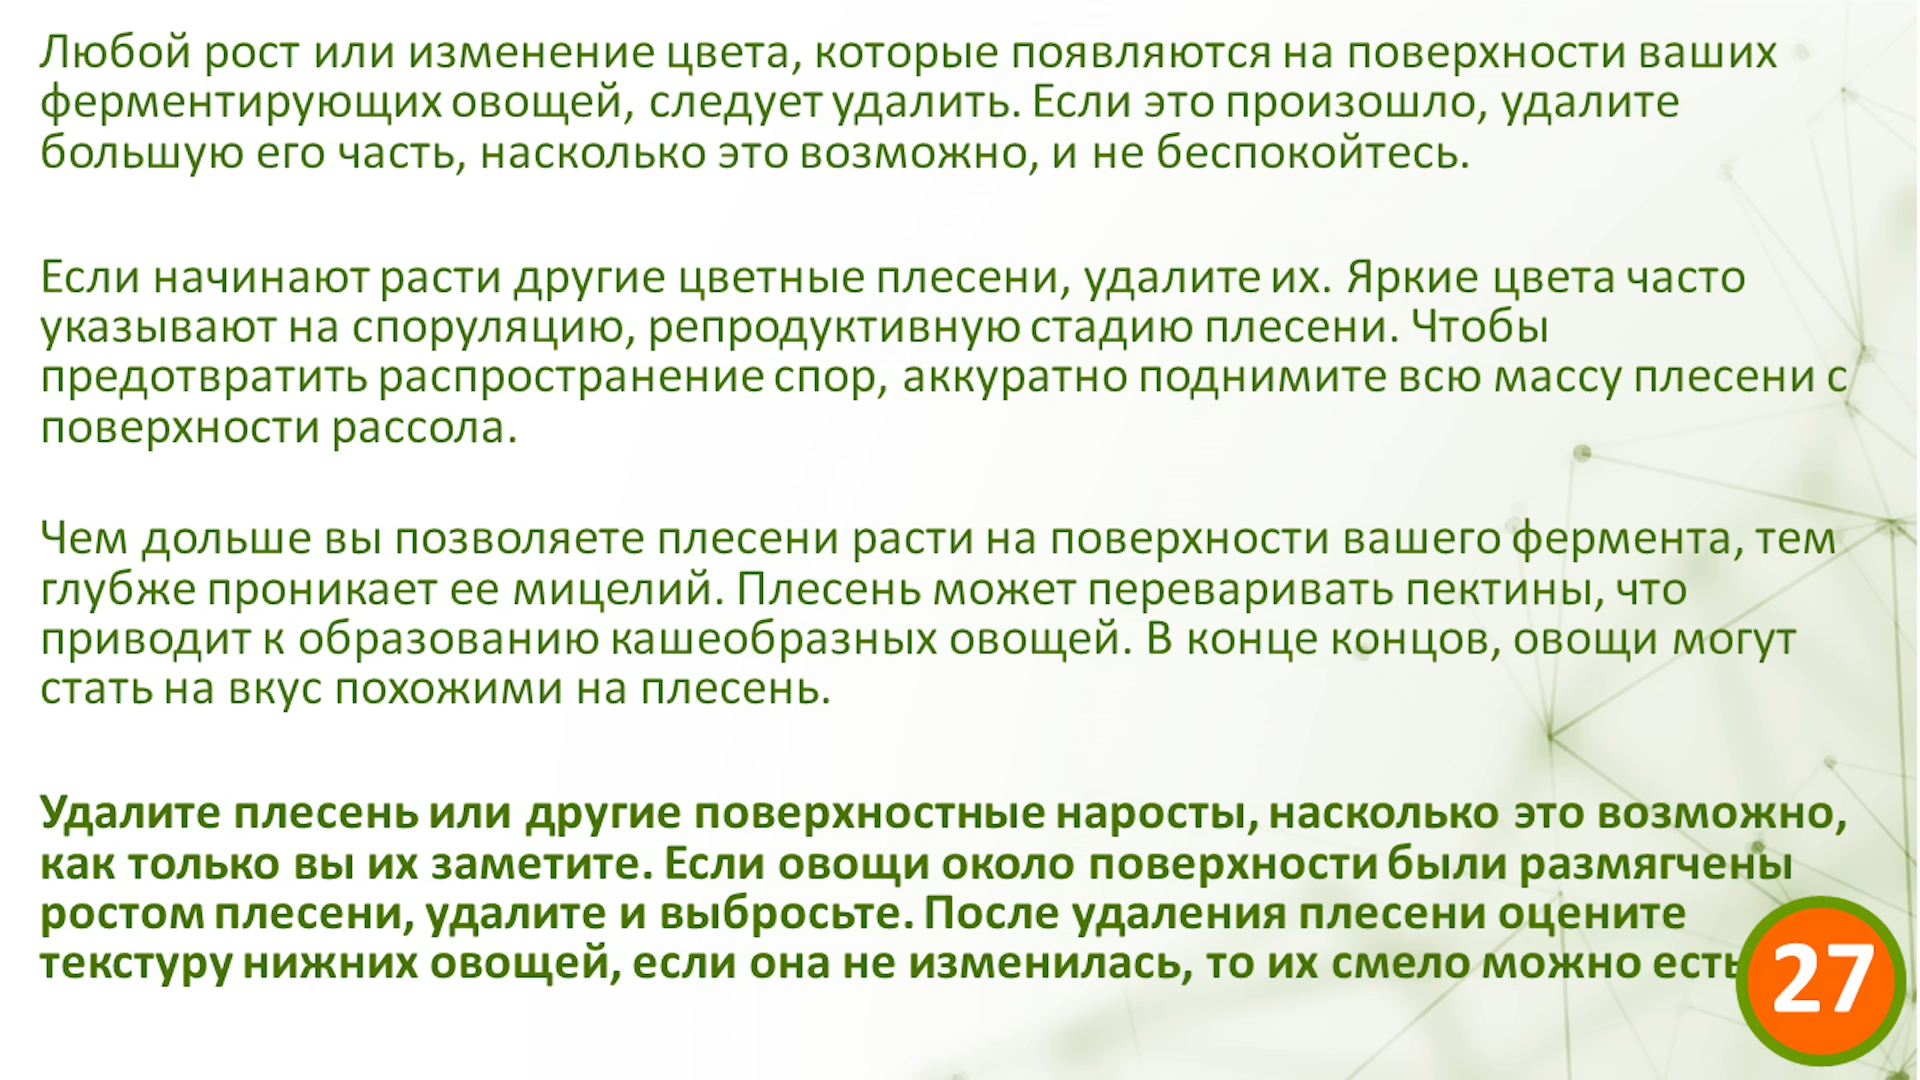 Любой рост или изменение цвета, которые появляются на поверхности ваших
ферментирующих овощей, следует удалить. Если это произошло, удалите
большую его часть, насколько это возможно, и не беспокойтесь.
Если начинают расти другие цветные плесени, удалите их. Яркие цвета часто
указывают на споруляцию, репродуктивную стадию плесени. Чтобы
предотвратить распространение спор, аккуратно поднимите всю массу плесени с
поверхности рассола.
Чем дольше вы позволяете плесени расти на поверхности вашего фермента, тем
глубже проникает ее мицелий. Плесень может переваривать пектины, что
приводит к образованию кашеобразных овощей. В конце концов, овощи могут
стать на вкус похожими на плесень.
Удалите плесень или другие поверхностные наросты, насколько это возможно,
как только вы их заметите. Если овощи около поверхности были размягчены
ростом плесени, удалите и выбросьте. После удаления плесени оцените
текстуру нижних овощей, если она не изменилась, то их смело можно есть
27